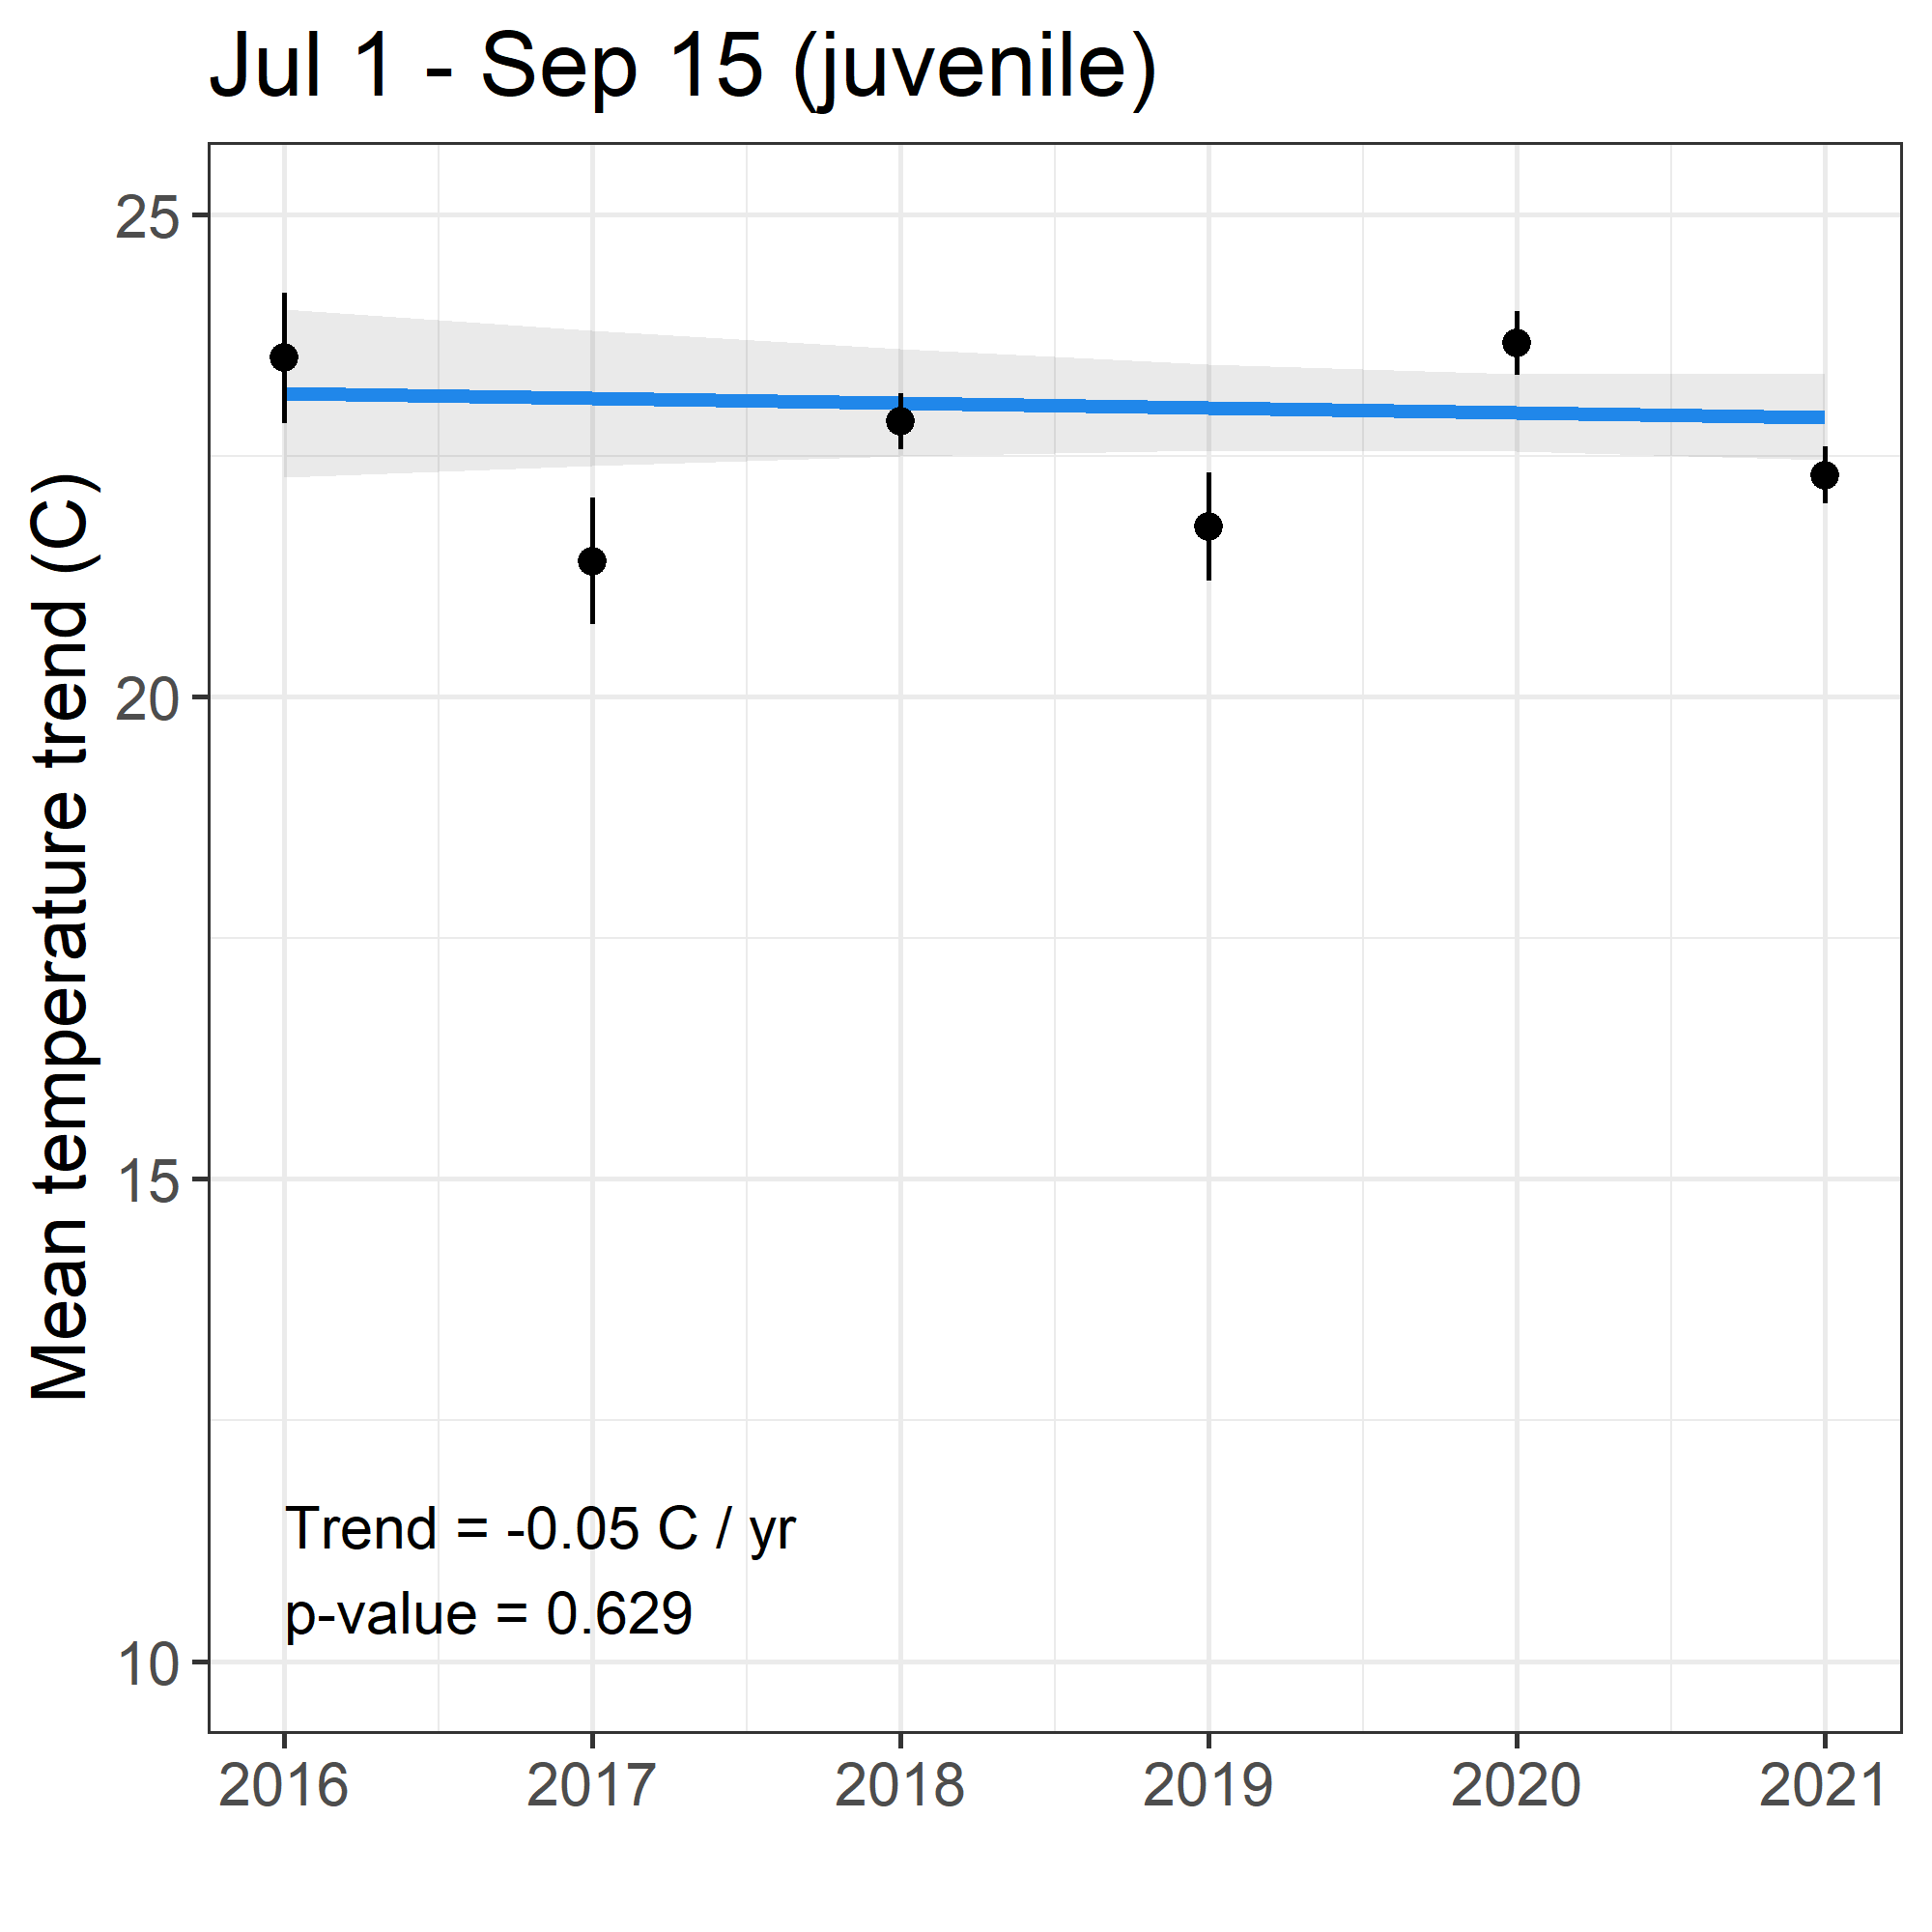 Jul 1 - Sep 15 (juvenile)
Mean temperature trend (C)
25
20
15
10
Trend = -0.05 C / yr
p-value = 0.629
2016 2017 2018 2019 2020 2021